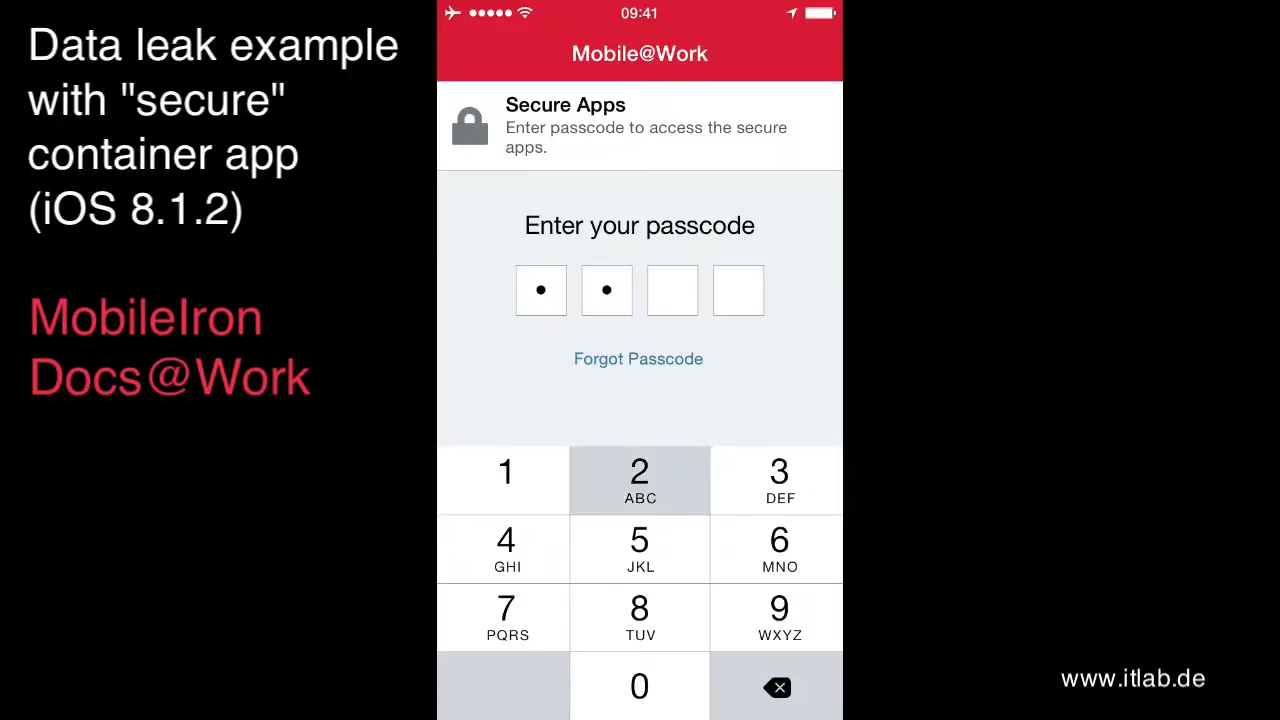 Data leak example
with "secure"
container app
(iOS 8.1.2)
MobileIron
Docs@Work
09:41
Mobile@Work
Secure Apps
Enter passcode to access the secure
apps.
Enter your passcode
Forgot Passcode
1
2
ABC
3
DEF
4
GHI
5
JKL
6
MNO
7
PQRS
8
TUV
9
WXYZ
0
www.itlab.de